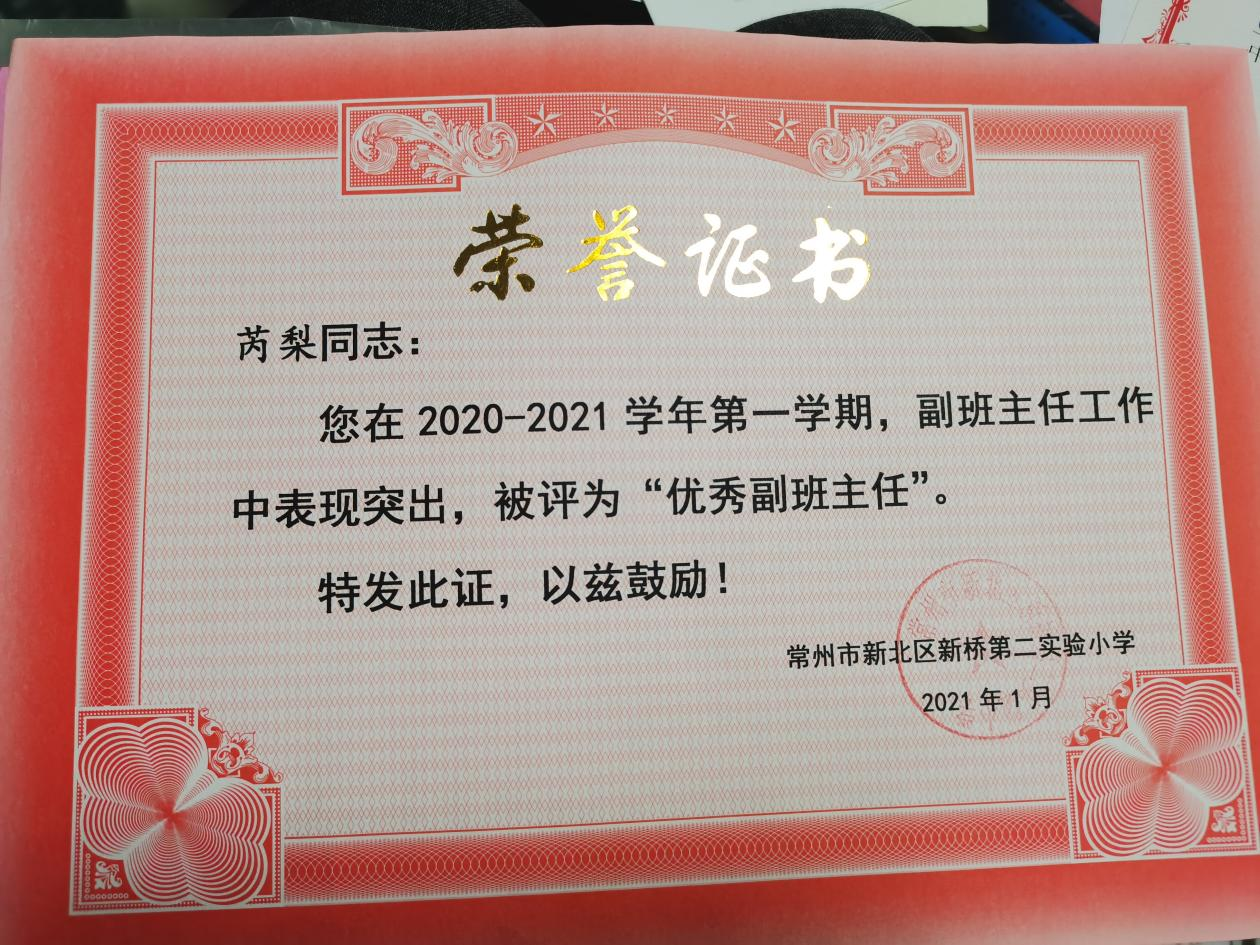 荣誉证书
芮梨同志：
您在 2020-2021 学年第一学期，副班主任工作
中表现突出，被评为“优秀副班主任”。
特发此证，以兹鼓励！
常州市新北区新桥第二实验小学
2021 年 1 月